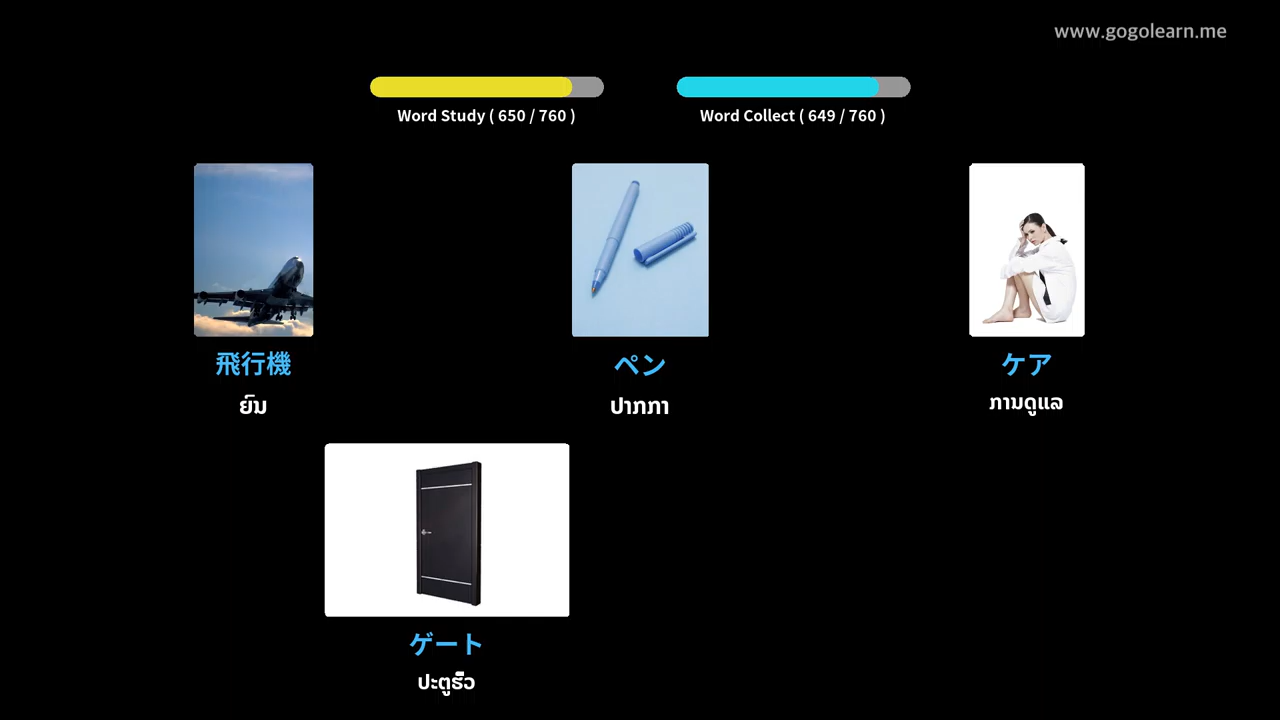 www.gogolearn.me
Word Study ( 650 / 760 )
Word Collect ( 649 / 760 )
飛行機
ຍົນ
ペン
ປາກກາ
ケア
ການດູແລ
ゲート
ປະຕູຮົ້ວ